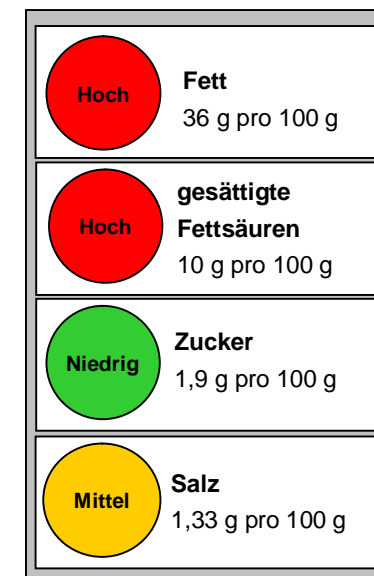 Hoch
Fett
36 g pro 100 g
Hoch
gesättigte
Fettsäuren
10 g pro 100 g
Niedrig
Zucker
1,9 g pro 100 g
Mittel
Salz
1,33 g pro 100 g